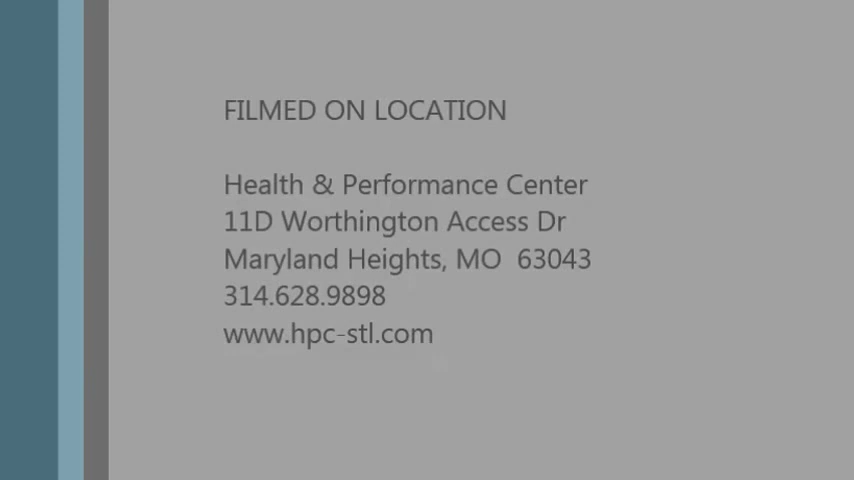 FILMED ON LOCATION
Health & Performance Center
11D Worthington Access Dr
Maryland Heights, MO  63043
314.628.9898
www.hpc-stl.com